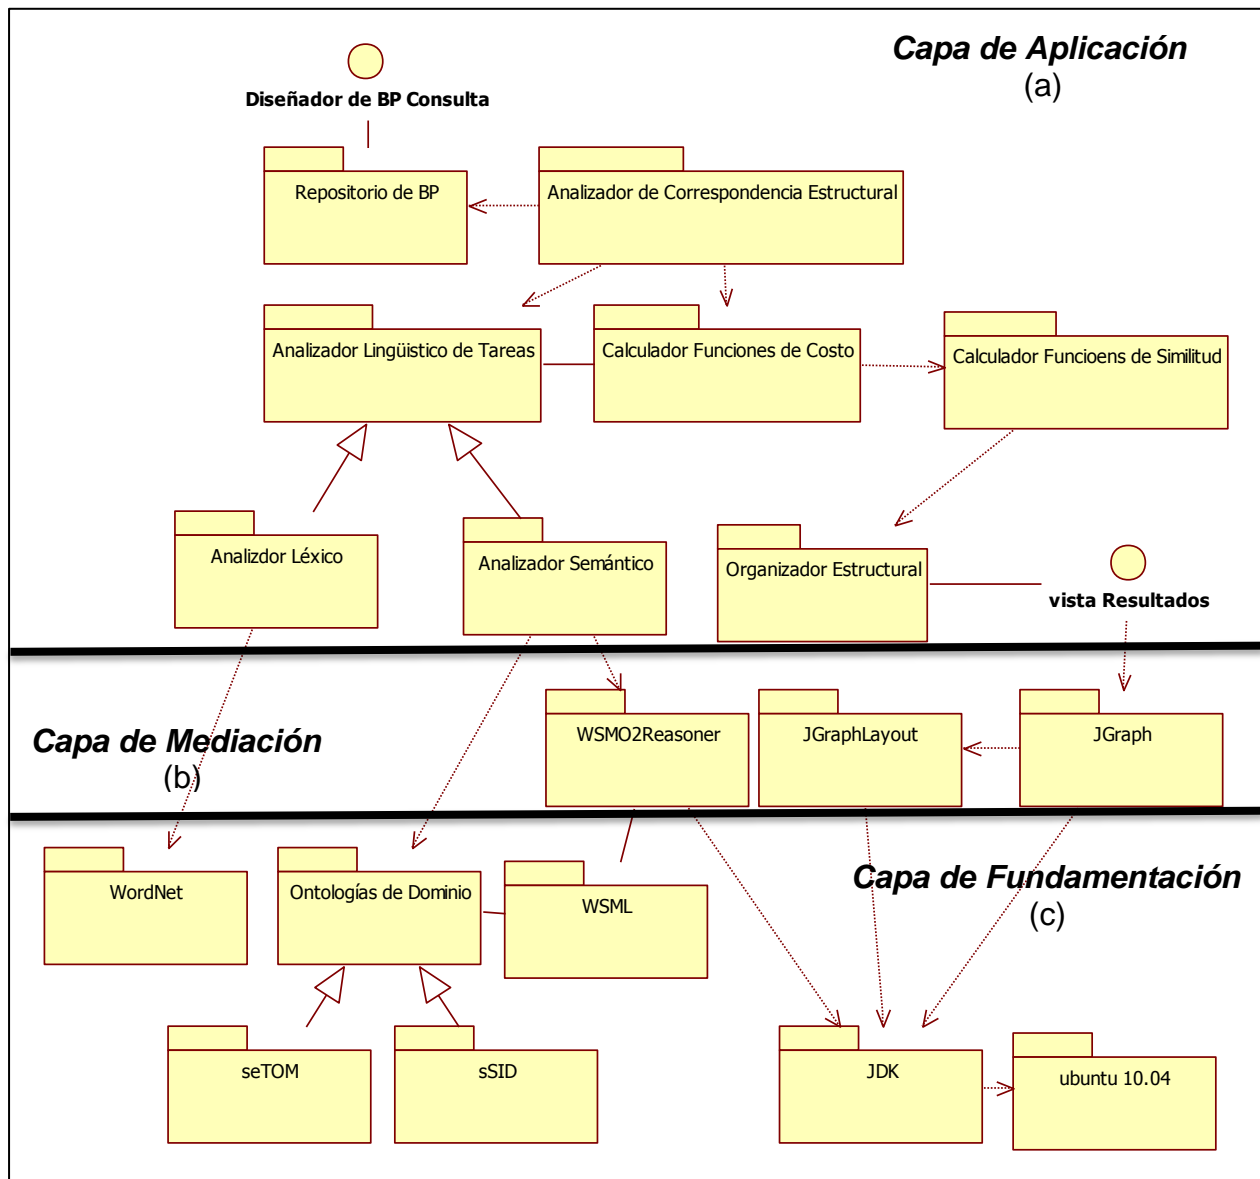 Capa de Aplicación
(a)
Diseñador de BP Consulta
Repositorio de BP
Analizador de Correspondencia Estructural
Analizador Lingüistico de Tareas
Calculador Funciones de Costo
Calculador Funcioens de Similitud
Analizdor Léxico
Analizador Semántico
Organizador Estructural
vista Resultados
Capa de Mediación
(b)
WSMO2Reasoner
JGraphLayout
JGraph
WordNet
Ontologías de Dominio
WSML
Capa de Fundamentación
(c)
seTOM
sSID
JDK
ubuntu 10.04